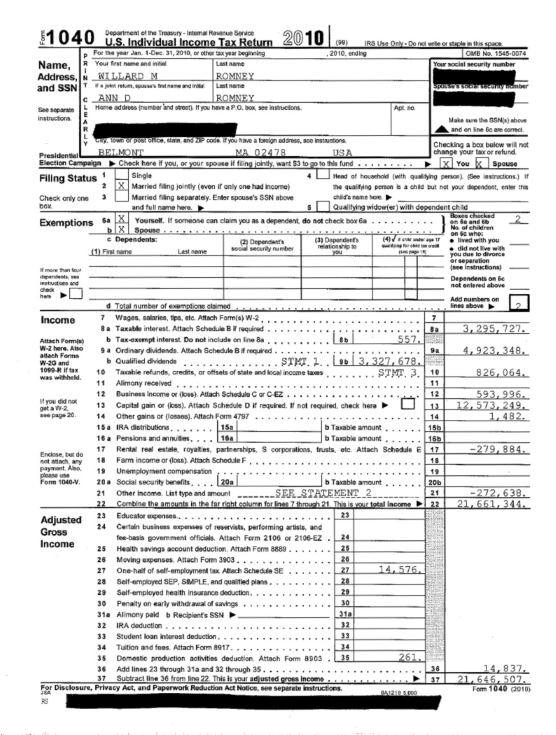 Form 1040 Department of the Treasury - Internal Revenue Service
U.S. Individual Income Tax Return 2010 (99) IRS Use Only - Do not write or staple in this space.
For the year Jan. 1-Dec. 31, 2010, or other tax year beginning , 2010, ending OMB No. 1545-0074
Name, Address, and SSN
PRINT CLEARLY
See separate instructions.
Your first name and initial Last name Your social security number
WILLARD M ROMNEY
If a joint return, spouse's first name and initial Last name Spouse's social security number
ANN D ROMNEY
Home address (number and street). If you have a P.O. box, see instructions. Apt. no.
Make sure the SSN(s) above and on line 6c are correct.
City, town or post office, state, and ZIP code. If you have a foreign address, see instructions.
BELMONT MA 02478 USA
Checking a box below will not change your tax or refund.
Presidential Election Campaign ▶ Check here if you, or your spouse if filing jointly, want $3 to go to this fund ▶ X You X Spouse
Filing Status
Check only one box.
1 Single
2 X Married filing jointly (even if only one had income)
3 Married filing separately. Enter spouse's SSN above and full name here. ▶
4 Head of household (with qualifying person). (See instructions.) If the qualifying person is a child but not your dependent, enter this child's name here. ▶
5 Qualifying widow(er) with dependent child
Exemptions
6a X Yourself. If someone can claim you as a dependent, do not check box 6a
b X Spouse
Boxes checked on 6a and 6b 2
c Dependents:
(1) First name Last name
(2) Dependent's social security number
(3) Dependent's relationship to you
(4) √ if child under age 17 qualifying for child tax credit
No. of children on 6c who:
• lived with you
• did not live with you due to divorce or separation (see instructions)
Dependents on 6c not entered above
If more than four dependents, see instructions and check here ▶
d Total number of exemptions claimed
Add numbers on lines above ▶ 2
Income
Attach Form(s) W-2 here. Also attach Forms W-2G and 1099-R if tax was withheld.
If you did not get a W-2, see page 20.
Enclose, but do not attach, any payment. Also, please use Form 1040-V.
7 Wages, salaries, tips, etc. Attach Form(s) W-2 7
8a Taxable interest. Attach Schedule B if required 8a 3,295,727.
b Tax-exempt interest. Do not include on line 8a 8b 557.
9a Ordinary dividends. Attach Schedule B if required 9a 4,923,348.
b Qualified dividends STMT 1 9b 3,327,678.
10 Taxable refunds, credits, or offsets of state and local income taxes STMT 3 10 826,064.
11 Alimony received 11
12 Business income or (loss). Attach Schedule C or C-EZ 12 593,996.
13 Capital gain or (loss). Attach Schedule D if required. If not required, check here ▶ 13 12,573,249.
14 Other gains or (losses). Attach Form 4797 14 1,482.
15a IRA distributions 15a b Taxable amount 15b
16a Pensions and annuities 16a b Taxable amount 16b
17 Rental real estate, royalties, partnerships, S corporations, trusts, etc. Attach Schedule E 17 -279,884.
18 Farm income or (loss). Attach Schedule F 18
19 Unemployment compensation 19
20a Social security benefits 20a b Taxable amount 20b
21 Other income. List type and amount SEE STATEMENT 2 21 -272,638.
22 Combine the amounts in the far right column for lines 7 through 21. This is your total income ▶ 22 21,661,344.
Adjusted Gross Income
23 Educator expenses 23
24 Certain business expenses of reservists, performing artists, and fee-basis government officials. Attach Form 2106 or 2106-EZ 24
25 Health savings account deduction. Attach Form 8889 25
26 Moving expenses. Attach Form 3903 26
27 One-half of self-employment tax. Attach Schedule SE 27 14,576.
28 Self-employed SEP, SIMPLE, and qualified plans 28
29 Self-employed health insurance deduction 29
30 Penalty on early withdrawal of savings 30
31a Alimony paid b Recipient's SSN ▶ 31a
32 IRA deduction 32
33 Student loan interest deduction 33
34 Tuition and fees. Attach Form 8917 34
35 Domestic production activities deduction. Attach Form 8903 35 261.
36 Add lines 23 through 31a and 32 through 35 36 14,837.
37 Subtract line 36 from line 22. This is your adjusted gross income ▶ 37 21,646,507.
For Disclosure, Privacy Act, and Paperwork Reduction Act Notice, see separate instructions. Form 1040 (2010)
JSA 0A1210 5.000
RS